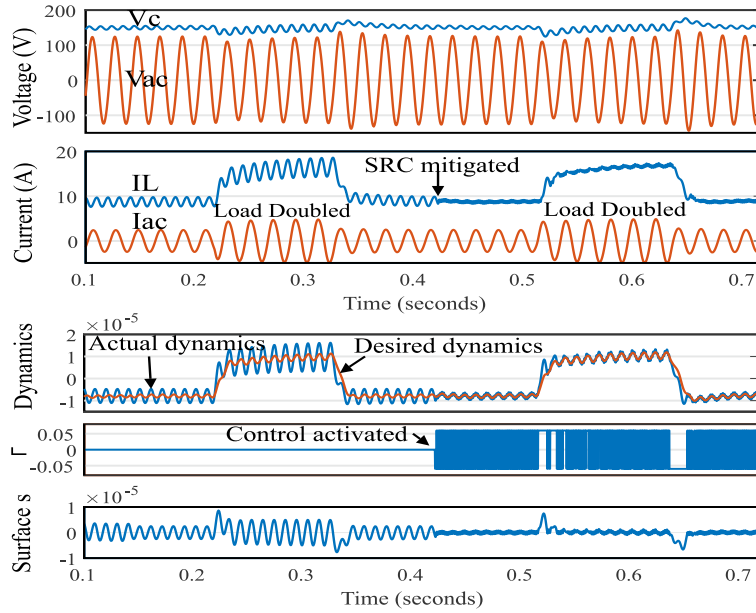 200
Vc
100
0
Vac
-100
Voltage (V)
20
SRC mitigated
IL
10
Iac
Load Doubled
Load Doubled
0
Current (A)
0.1
0.2
0.3
0.4
0.5
0.6
0.7
Time (seconds)
×10⁻⁵
2
Actual dynamics
1
Desired dynamics
0
-1
Dynamics
0.05
Control activated
-0.05
Γ
×10⁻⁵
1
0
-1
Surface s
0.1
0.2
0.3
0.4
0.5
0.6
0.7
Time (seconds)